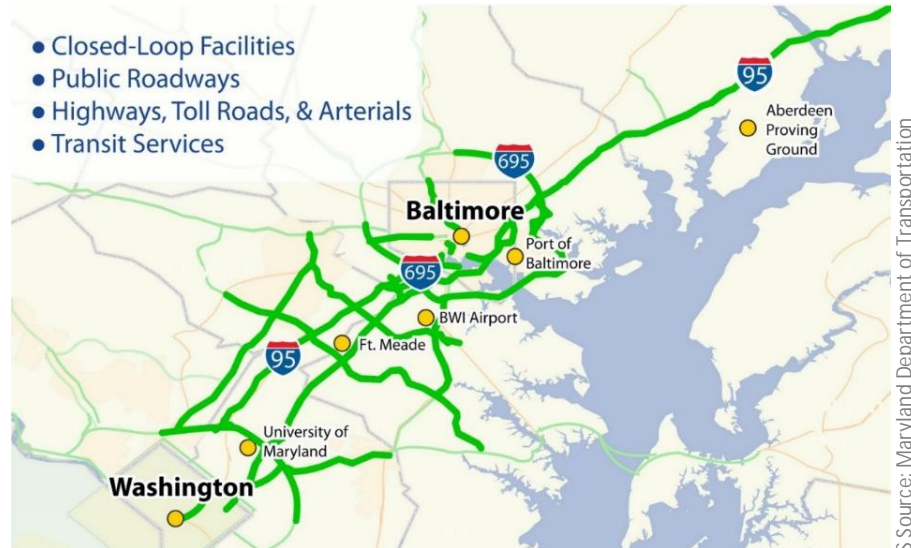 ● Closed-Loop Facilities
● Public Roadways
● Highways, Toll Roads, & Arterials
● Transit Services
95
Aberdeen
Proving
Ground
695
Baltimore
Port of
Baltimore
695
BWI Airport
Ft. Meade
95
University of
Maryland
Washington
Source: Maryland Department of Transportation